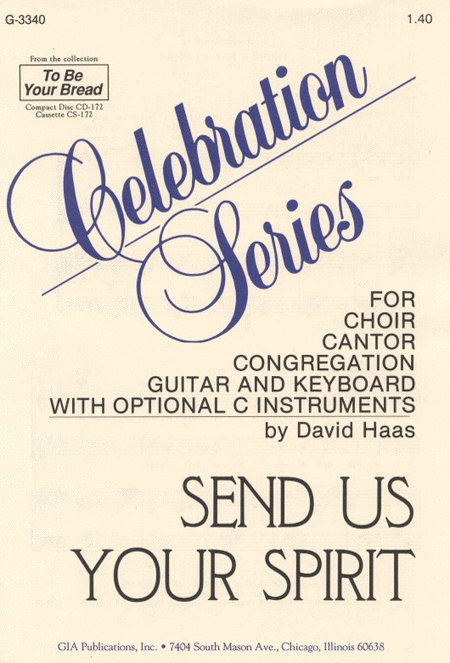 G-3340 1.40
From the collection
To Be
Your Bread
Compact Disc CD-172
Cassette CS-172
Celebration
Series
FOR
CHOIR
CANTOR
CONGREGATION
GUITAR AND KEYBOARD
WITH OPTIONAL C INSTRUMENTS
by David Haas
SEND US
YOUR SPIRIT
GIA Publications, Inc. • 7404 South Mason Ave., Chicago, Illinois 60638